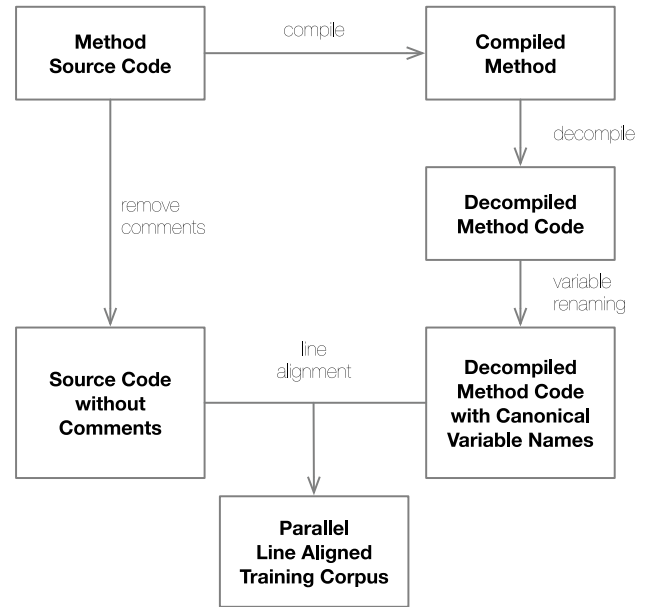 Method
Source Code
compile
Compiled
Method
decompile
Decompiled
Method Code
remove
comments
variable
renaming
Source Code
without
Comments
line
alignment
Decompiled
Method Code
with Canonical
Variable Names
Parallel
Line Aligned
Training Corpus